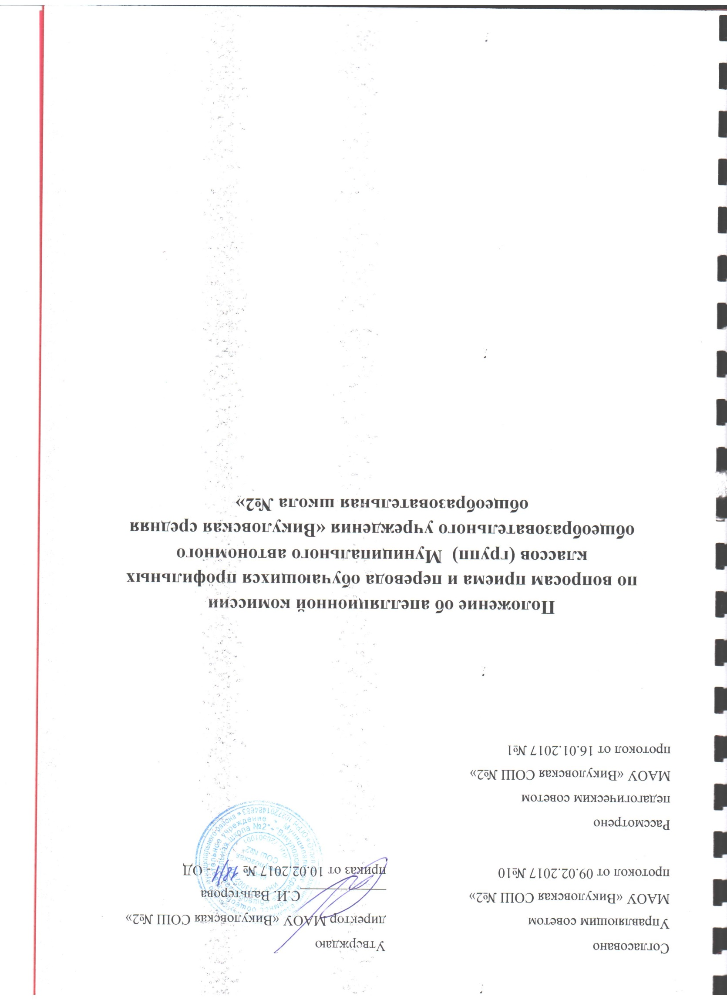 Согласовано
Управляющим советом
МАОУ «Викуловская СОШ №2»
протокол от 09.02.2017 №10
Утверждаю
директор МАОУ «Викуловская СОШ №2»
С.И. Вальтерова
приказ от 10.02.2017 № 18/1 - ОД
Рассмотрено
педагогическим советом
МАОУ «Викуловская СОШ №2»
протокол от 16.01.2017 №1
Положение об апелляционной комиссии
по вопросам приема и перевода обучающихся профильных
классов (групп) Муниципального автономного
общеобразовательного учреждения «Викуловская средняя
общеобразовательная школа №2»